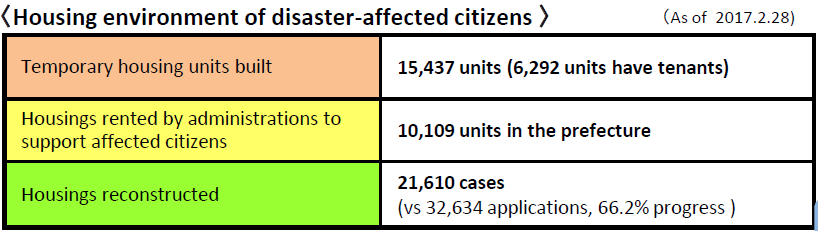 〈Housing environment of disaster-affected citizens 〉
（As of 2017.2.28)
Temporary housing units built
15,437 units (6,292 units have tenants)
Housings rented by administrations to
support affected citizens
10,109 units in the prefecture
Housings reconstructed
21,610 cases
(vs 32,634 applications, 66.2% progress )